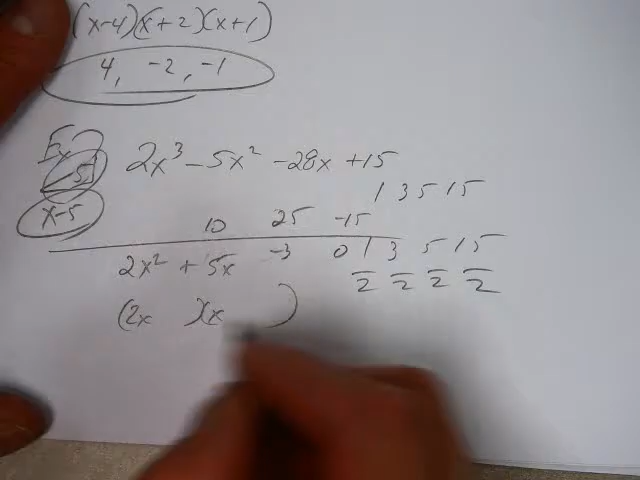 (x-4)(x+2)(x+1)
4, -2, -1
Ex 2x³ - 5x² - 28x + 15
5
1 3 5 15
x-5
10 25 -15
2x² + 5x -3 0
1/2 3/2 5/2 15/2
(2x )(x )